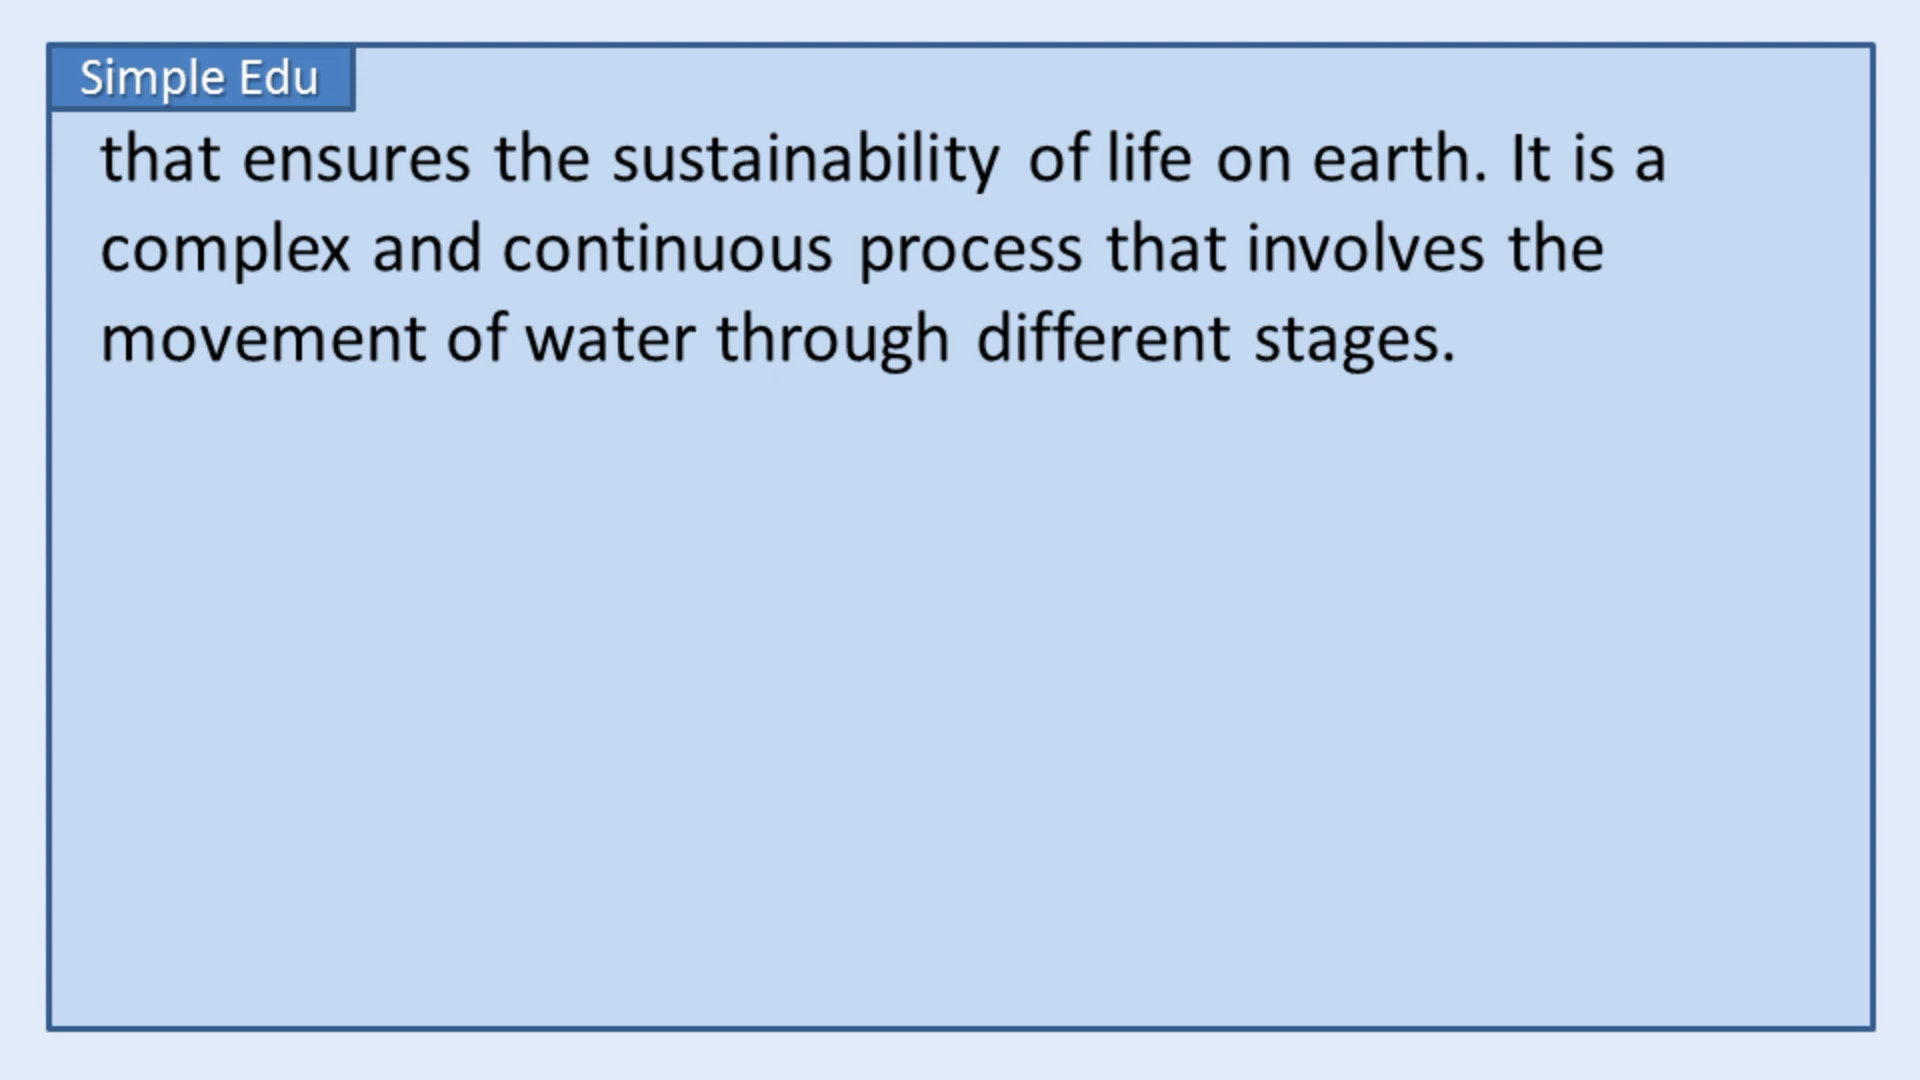 Simple Edu
that ensures the sustainability of life on earth. It is a
complex and continuous process that involves the
movement of water through different stages.